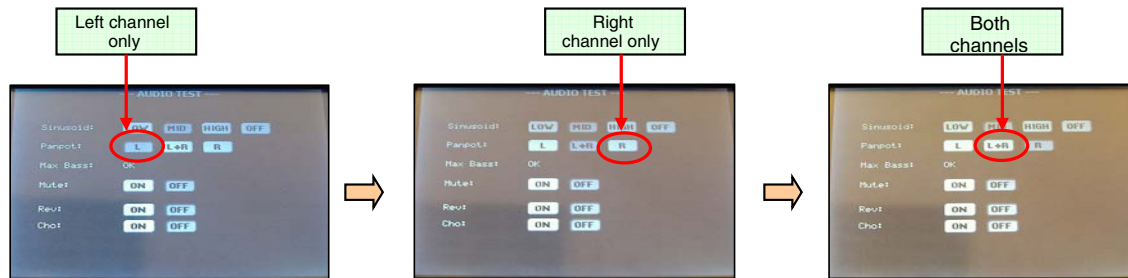 Left channel
only
Right
channel only
Both
channels
--- AUDIO TEST ---
Sinusoid: LOW MID HIGH OFF
Panpot: L L+R R
Max Bass: OK
Mute: ON OFF
Rev: ON OFF
Cho: ON OFF
--- AUDIO TEST ---
Sinusoid: LOW MID HIGH OFF
Panpot: L L+R R
Max Bass: OK
Mute: ON OFF
Rev: ON OFF
Cho: ON OFF
--- AUDIO TEST ---
Sinusoid: LOW MID HIGH OFF
Panpot: L L+R R
Max Bass: OK
Mute: ON OFF
Rev: ON OFF
Cho: ON OFF